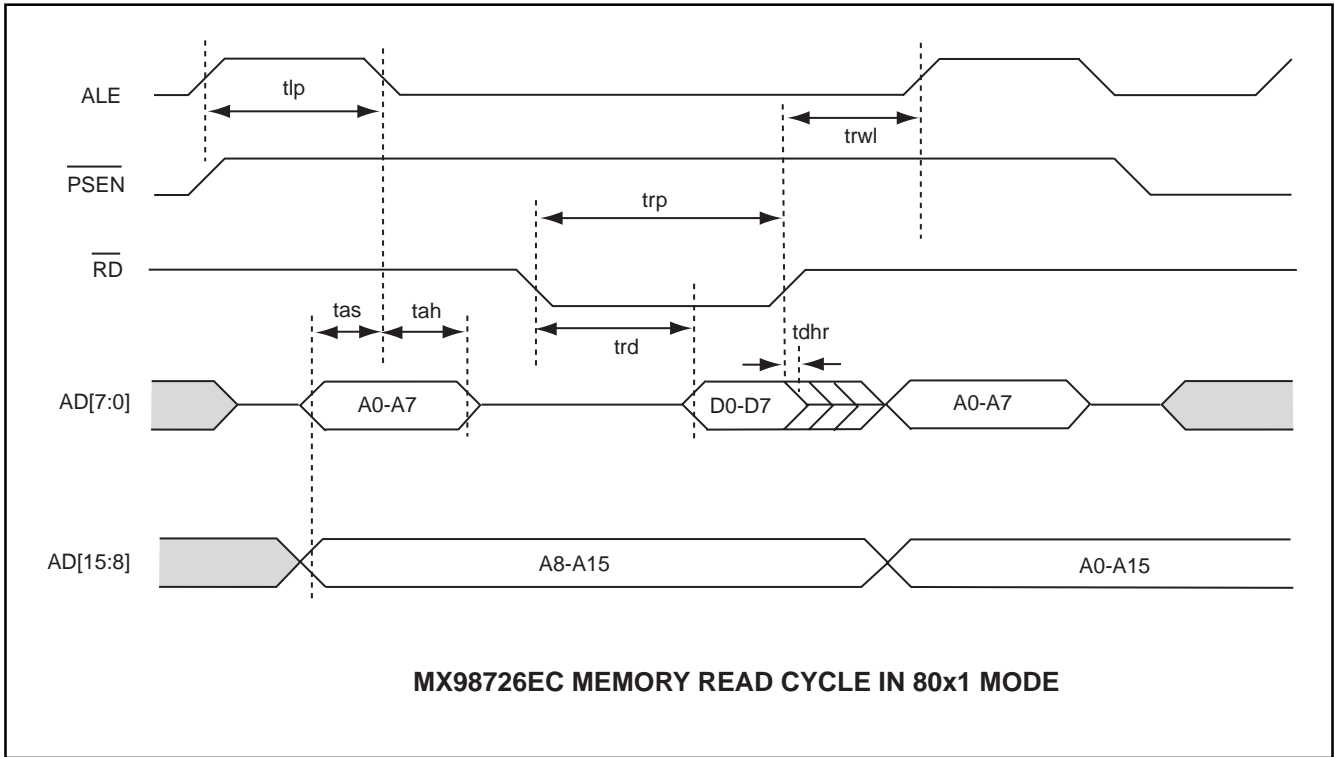 ALE
tlp
trwl
PSEN
trp
RD
tas
tah
trd
tdhr
AD[7:0]
A0-A7
D0-D7
A0-A7
AD[15:8]
A8-A15
A0-A15
MX98726EC MEMORY READ CYCLE IN 80x1 MODE